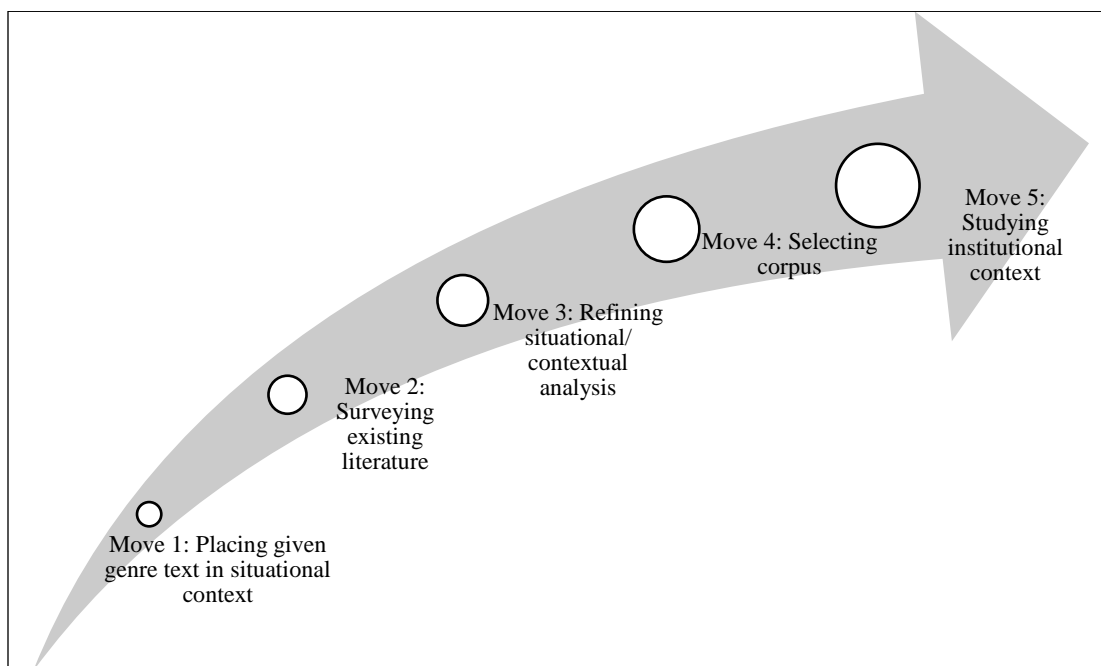 Move 1: Placing given
genre text in situational
context
Move 2:
Surveying
existing
literature
Move 3: Refining
situational/
contextual
analysis
Move 4: Selecting
corpus
Move 5:
Studying
institutional
context